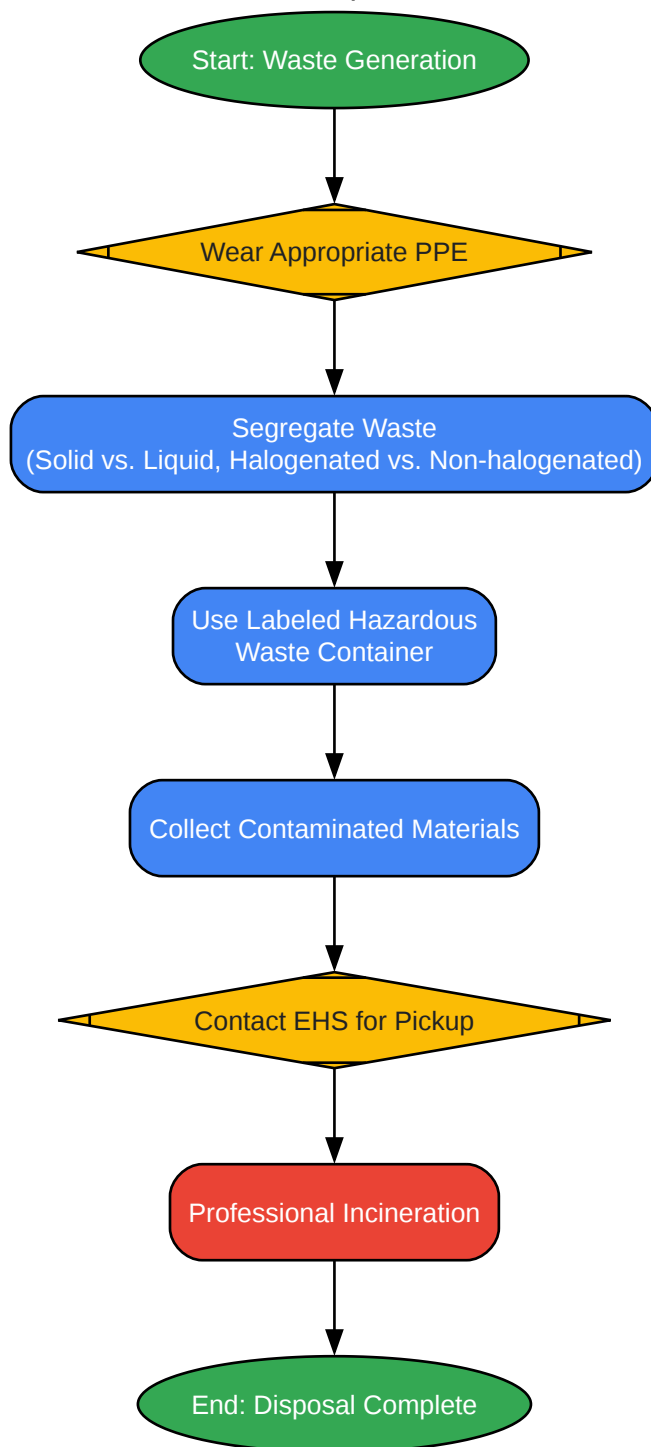 Start: Waste Generation
Wear Appropriate PPE
Segregate Waste
(Solid vs. Liquid, Halogenated vs. Non-halogenated)
Use Labeled Hazardous
Waste Container
Collect Contaminated Materials
Contact EHS for Pickup
Professional Incineration
End: Disposal Complete